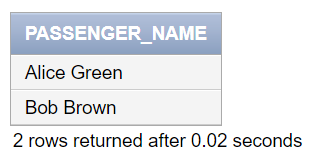 PASSENGER_NAME
Alice Green
Bob Brown
2 rows returned after 0.02 seconds